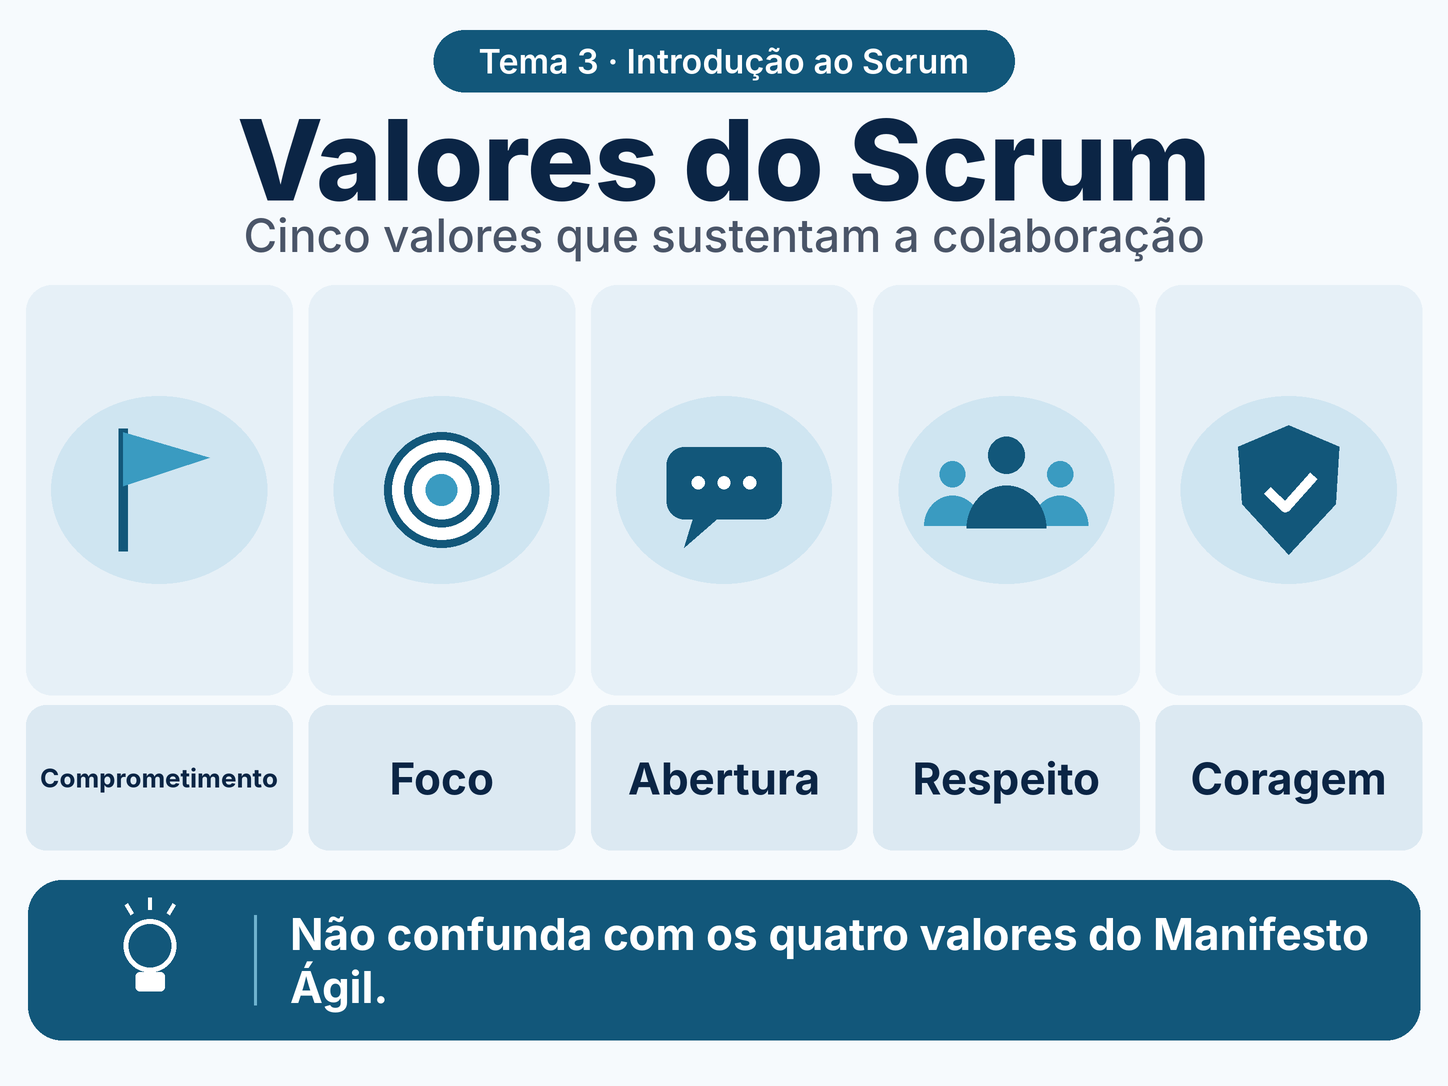 Tema 3 · Introdução ao Scrum
Valores do Scrum
Cinco valores que sustentam a colaboração
Comprometimento
Foco
Abertura
Respeito
Coragem
Não confunda com os quatro valores do Manifesto
Ágil.